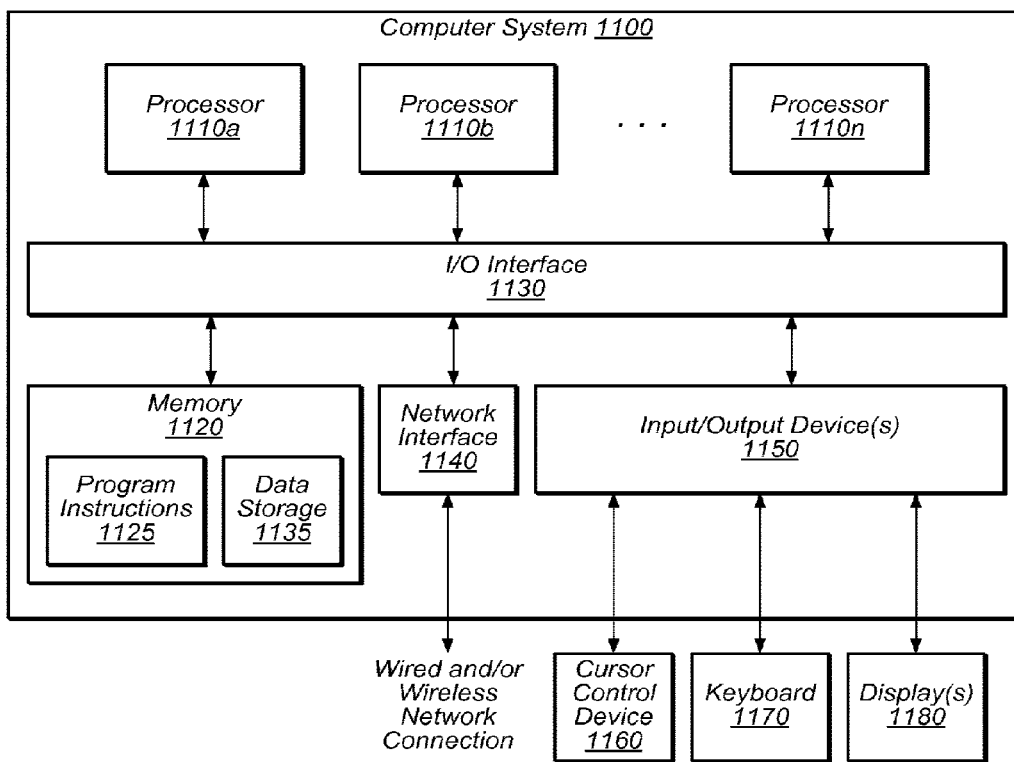 Computer System 1100
Processor
1110a
Processor
1110b
. . .
Processor
1110n
I/O Interface
1130
Memory
1120
Program
Instructions
1125
Data
Storage
1135
Network
Interface
1140
Input/Output Device(s)
1150
Wired and/or
Wireless
Network
Connection
Cursor
Control
Device
1160
Keyboard
1170
Display(s)
1180